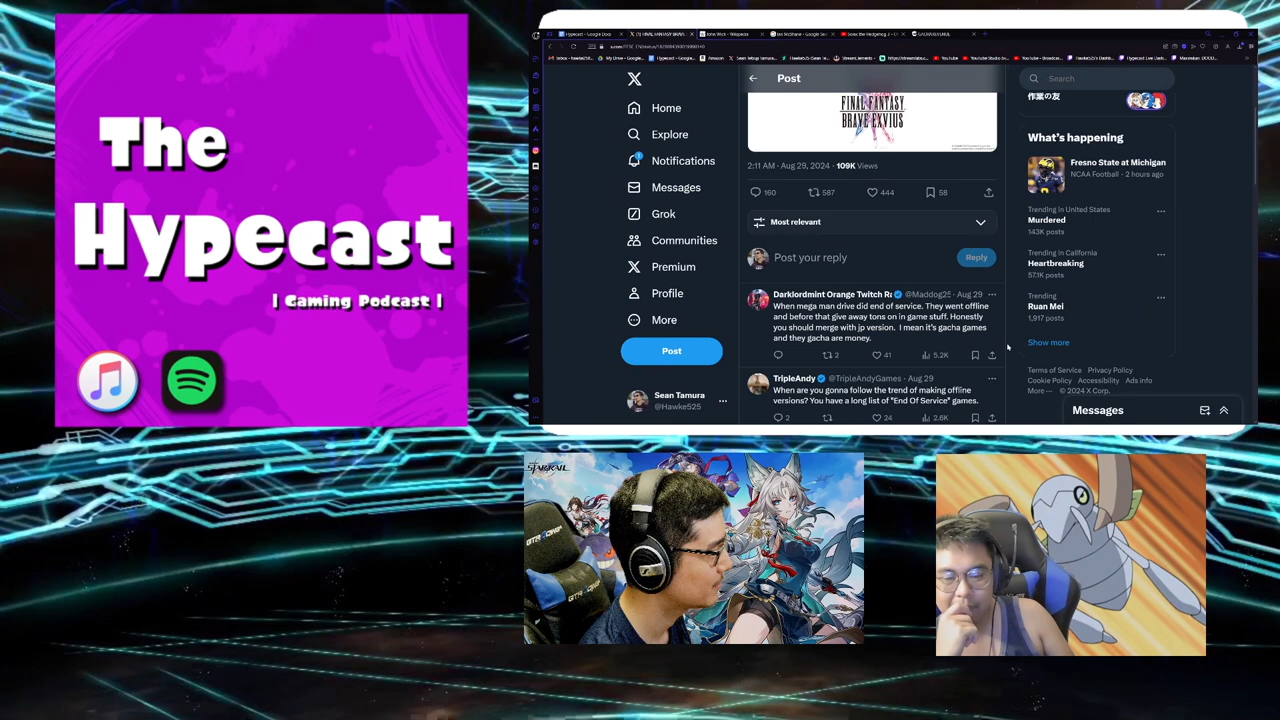 The
Hypecast
| Gaming Podcast |
Post
Search
作業の友
Home
Explore
Notifications
Messages
Grok
Communities
Premium
Profile
More
Post
Sean Tamura
@Hawke525
FINAL FANTASY
BRAVE EXVIUS
2:11 AM · Aug 29, 2024 · 109K Views
160 587 444 58
Most relevant
Post your reply
Reply
Darklordmint Orange Twitch @Maddog25 · Aug 29
When mega man drive did end of service. They went offline
and before that give away tons on in game stuff. Honestly
you should merge with jp version. I mean it's gacha games
and they gacha are money.
2 41 5.2K
TripleAndy @TripleAndyGames · Aug 29
When are you gonna follow the trend of making offline
versions? You have a long list of "End Of Service" games.
2 24 2.6K
What's happening
Fresno State at Michigan
NCAA Football · 2 hours ago
Trending in United States
Murdered
143K posts
Trending in California
Heartbreaking
57.1K posts
Trending
Ruan Mei
1,917 posts
Show more
Terms of Service Privacy Policy
Cookie Policy Accessibility Ads info
More ··· © 2024 X Corp.
Messages
STARRAIL